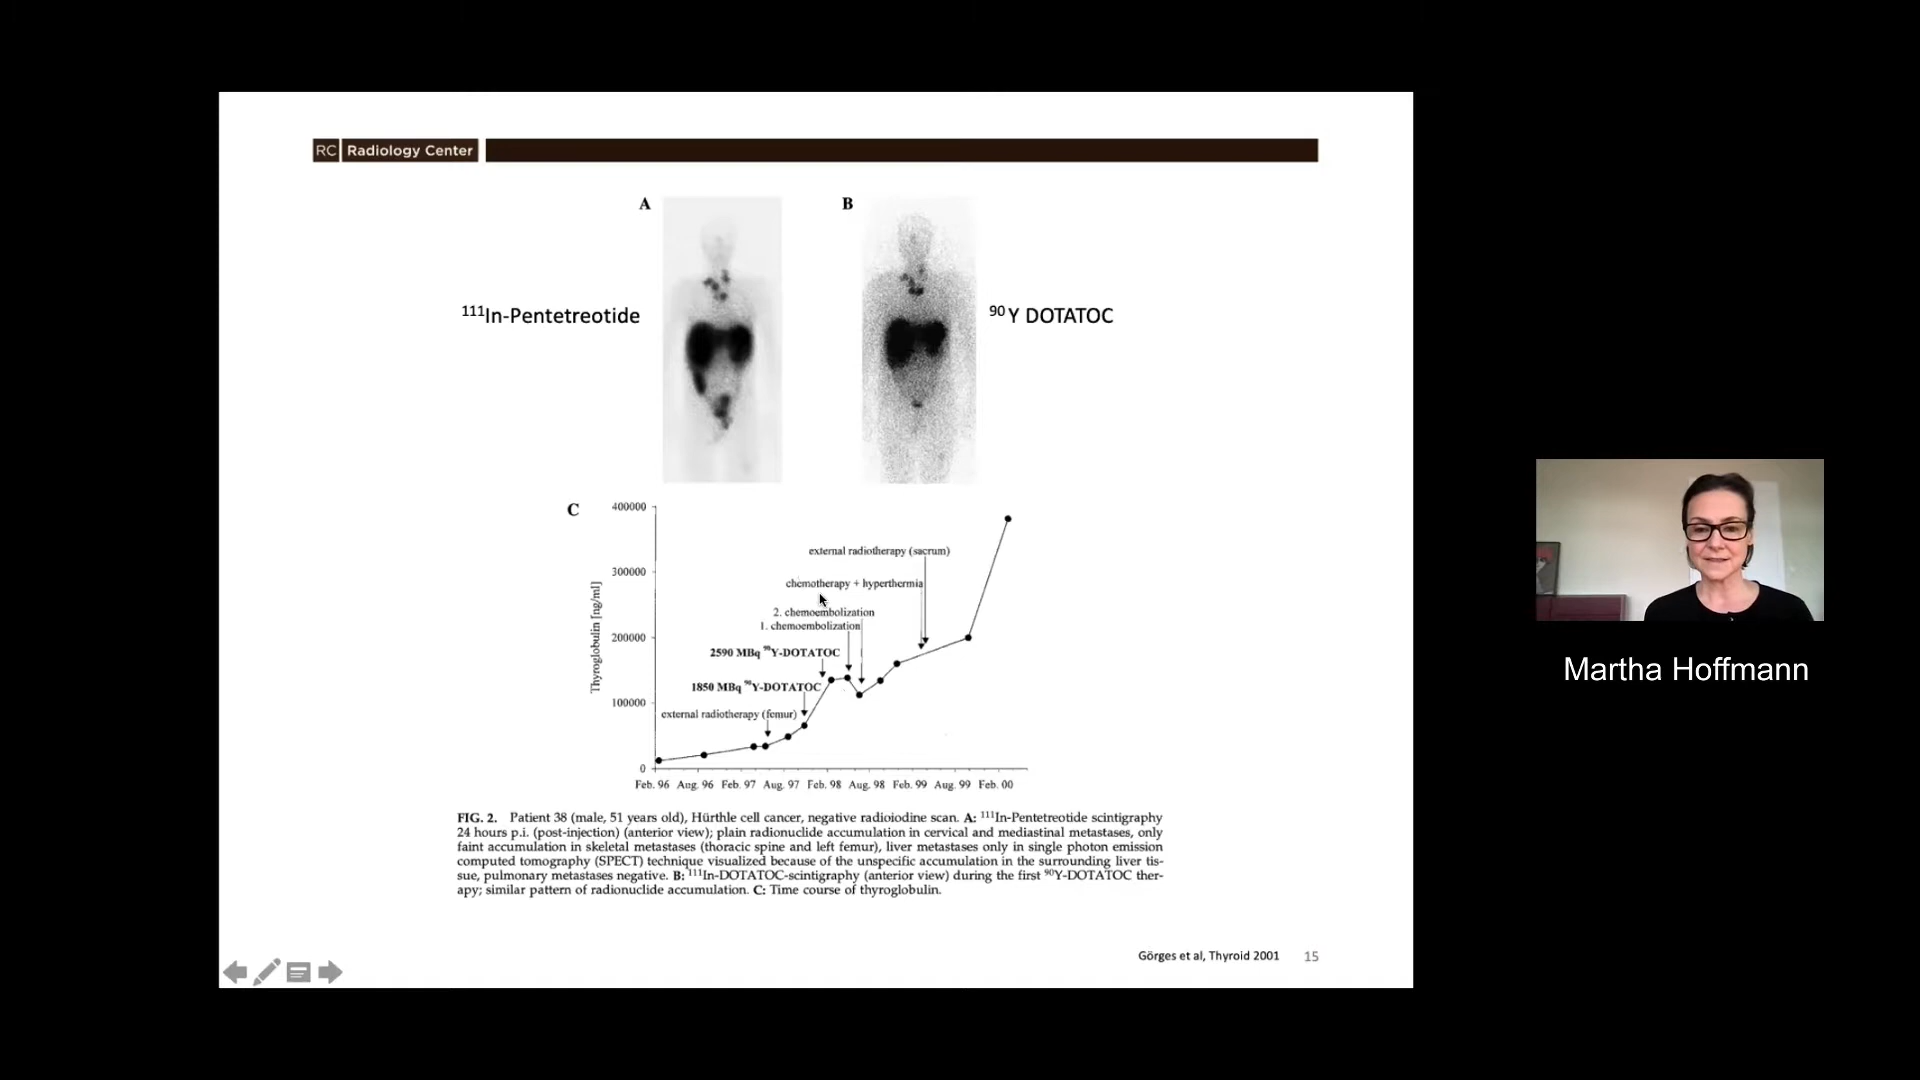 RC Radiology Center
A
B
¹¹¹In-Pentetreotide
⁹⁰Y DOTATOC
C
400000
300000
200000
100000
0
Thyroglobulin [ng/ml]
external radiotherapy (sacrum)
chemotherapy + hyperthermia
2. chemoembolization
1. chemoembolization
2590 MBq ⁹⁰Y-DOTATOC
1850 MBq ⁹⁰Y-DOTATOC
external radiotherapy (femur)
Feb. 96 Aug. 96 Feb. 97 Aug. 97 Feb. 98 Aug. 98 Feb. 99 Aug. 99 Feb. 00
FIG. 2. Patient 38 (male, 51 years old), Hürthle cell cancer, negative radioiodine scan. A: ¹¹¹In-Pentetreotide scintigraphy
24 hours p.i. (post-injection) (anterior view); plain radionuclide accumulation in cervical and mediastinal metastases, only
faint accumulation in skeletal metastases (thoracic spine and left femur), liver metastases only in single photon emission
computed tomography (SPECT) technique visualized because of the unspecific accumulation in the surrounding liver tis-
sue, pulmonary metastases negative. B: ¹¹¹In-DOTATOC-scintigraphy (anterior view) during the first ⁹⁰Y-DOTATOC ther-
apy; similar pattern of radionuclide accumulation. C: Time course of thyroglobulin.
Görges et al, Thyroid 2001 15
Martha Hoffmann